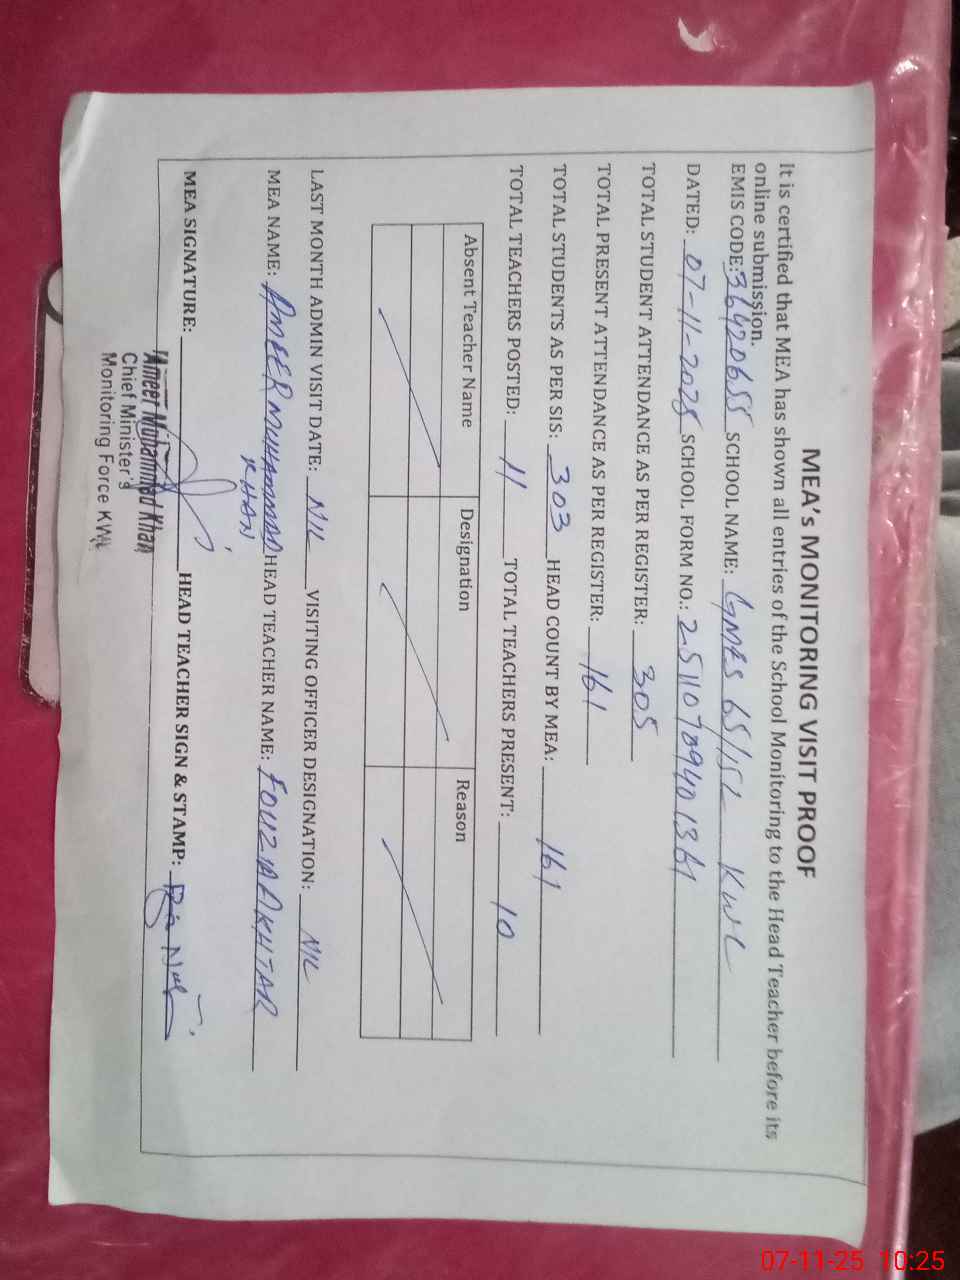 MEA's MONITORING VISIT PROOF
It is certified that MEA has shown all entries of the School Monitoring to the Head Teacher before its
online submission.
EMIS CODE: 36420655 SCHOOL NAME: GMES 65/15L KWL
DATED: 07-11-2025 SCHOOL FORM NO.: 25110709401361
TOTAL STUDENT ATTENDANCE AS PER REGISTER: 305
TOTAL PRESENT ATTENDANCE AS PER REGISTER: 161
TOTAL STUDENTS AS PER SIS: 303 HEAD COUNT BY MEA: 161
TOTAL TEACHERS POSTED: 11 TOTAL TEACHERS PRESENT: 10
Absent Teacher Name Designation Reason
LAST MONTH ADMIN VISIT DATE: NIL VISITING OFFICER DESIGNATION: NIL
MEA NAME: AMEER MUHAMMAD KHAN HEAD TEACHER NAME: FOUZIA AKHTAR
MEA SIGNATURE: HEAD TEACHER SIGN & STAMP:
Ameer Muhammad Khan
Chief Minister's
Monitoring Force KWL
07-11-25 10:25